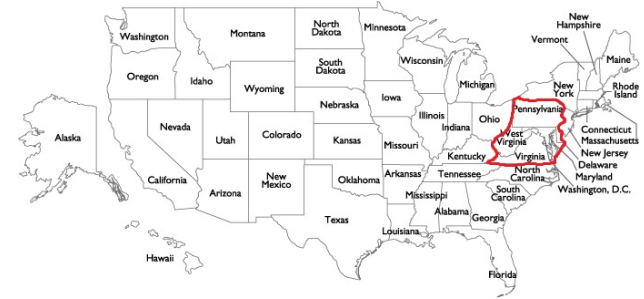 Washington
Montana
North
Dakota
Minnesota
New
Hampshire
Vermont
Maine
Oregon
Idaho
Wyoming
South
Dakota
Wisconsin
Michigan
New
York
Rhode
Island
Nebraska
Iowa
Illinois
Indiana
Ohio
Pennsylvania
Connecticut
Massachusetts
New Jersey
Delaware
Maryland
Washington, D.C.
Alaska
Nevada
Utah
Colorado
Kansas
Missouri
Kentucky
West
Virginia
Virginia
California
Arizona
New
Mexico
Oklahoma
Arkansas
Tennessee
North
Carolina
South
Carolina
Texas
Mississippi
Alabama
Georgia
Louisiana
Hawaii
Florida